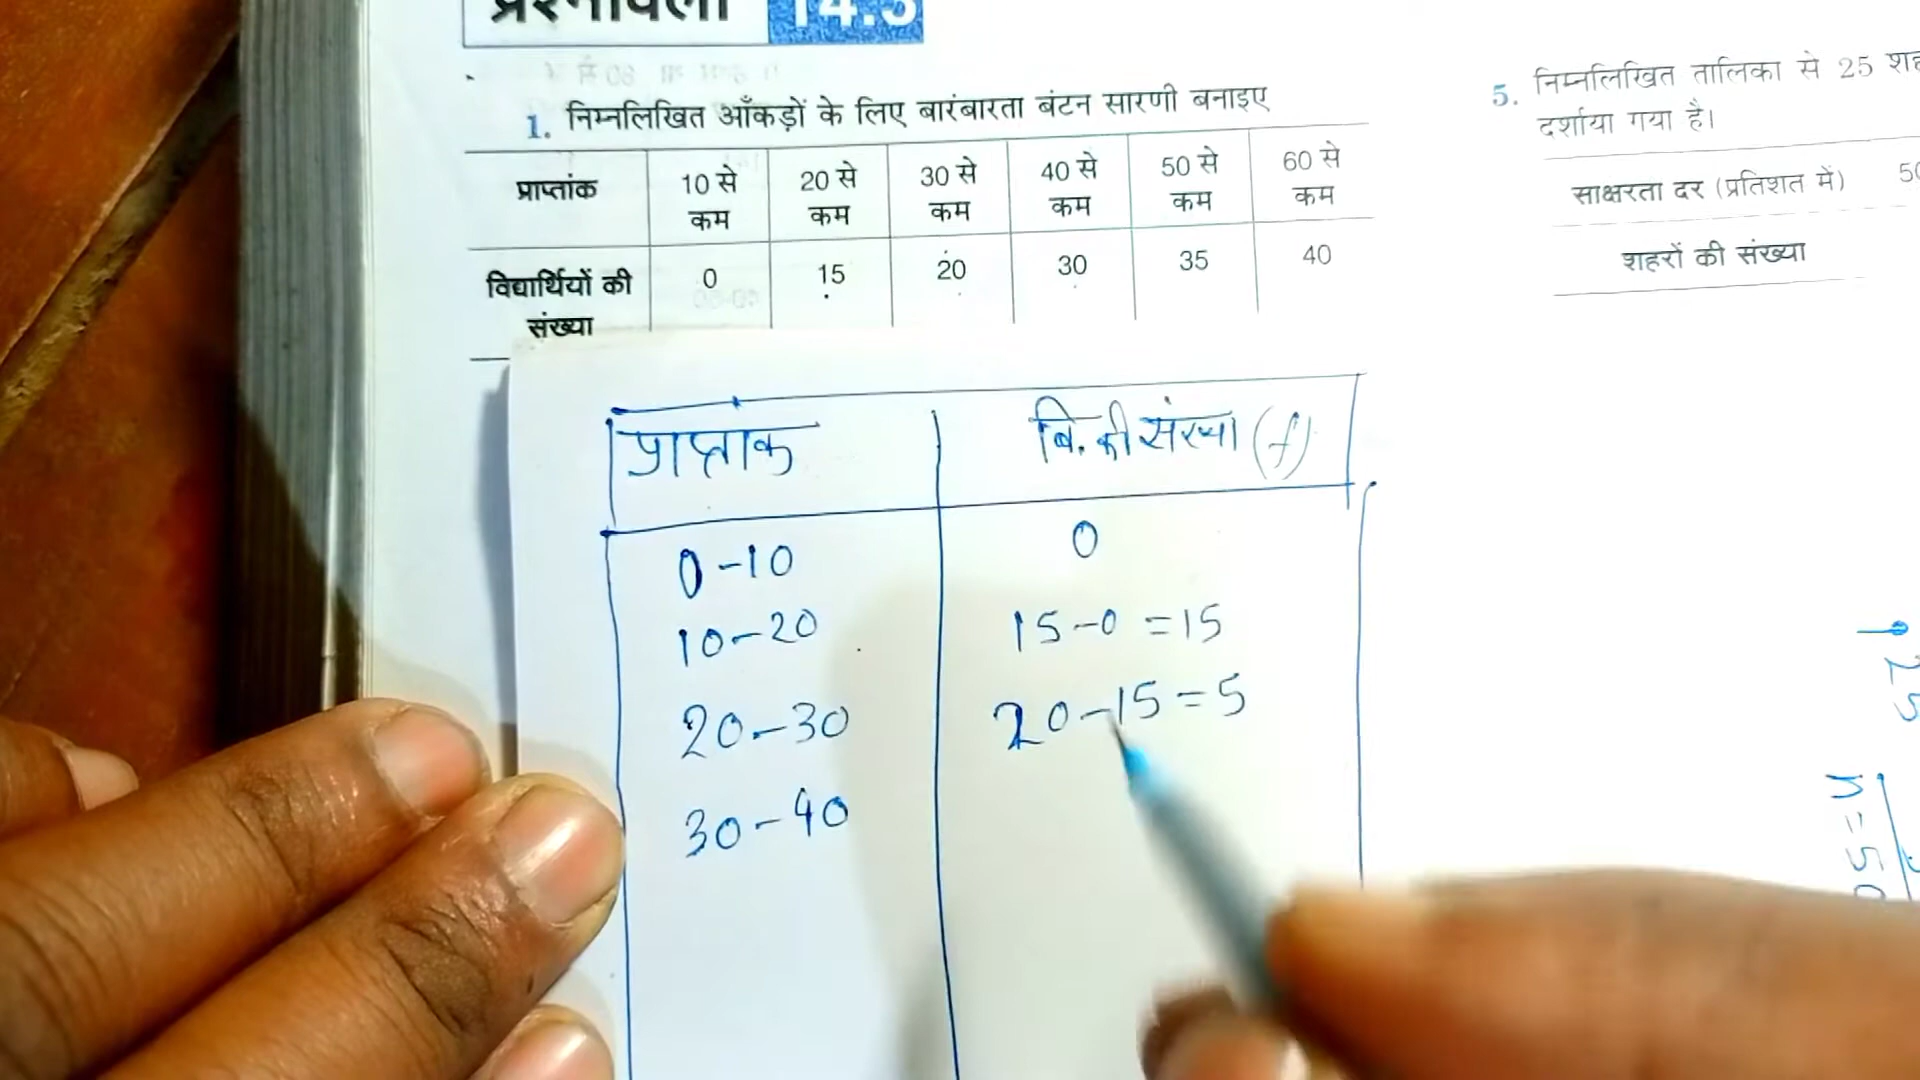 प्रश्नावली 14.3
1. निम्नलिखित आँकड़ों के लिए बारंबारता बंटन सारणी बनाइए
प्राप्तांक 10 से कम 20 से कम 30 से कम 40 से कम 50 से कम 60 से कम
विद्यार्थियों की संख्या 0 15 20 30 35 40
5. निम्नलिखित तालिका से 25
दर्शाया गया है।
साक्षरता दर (प्रतिशत में)
शहरों की संख्या
प्राप्तांक वि. की संख्या (f)
0-10 0
10-20 15-0 =15
20-30 20-15=5
30-40